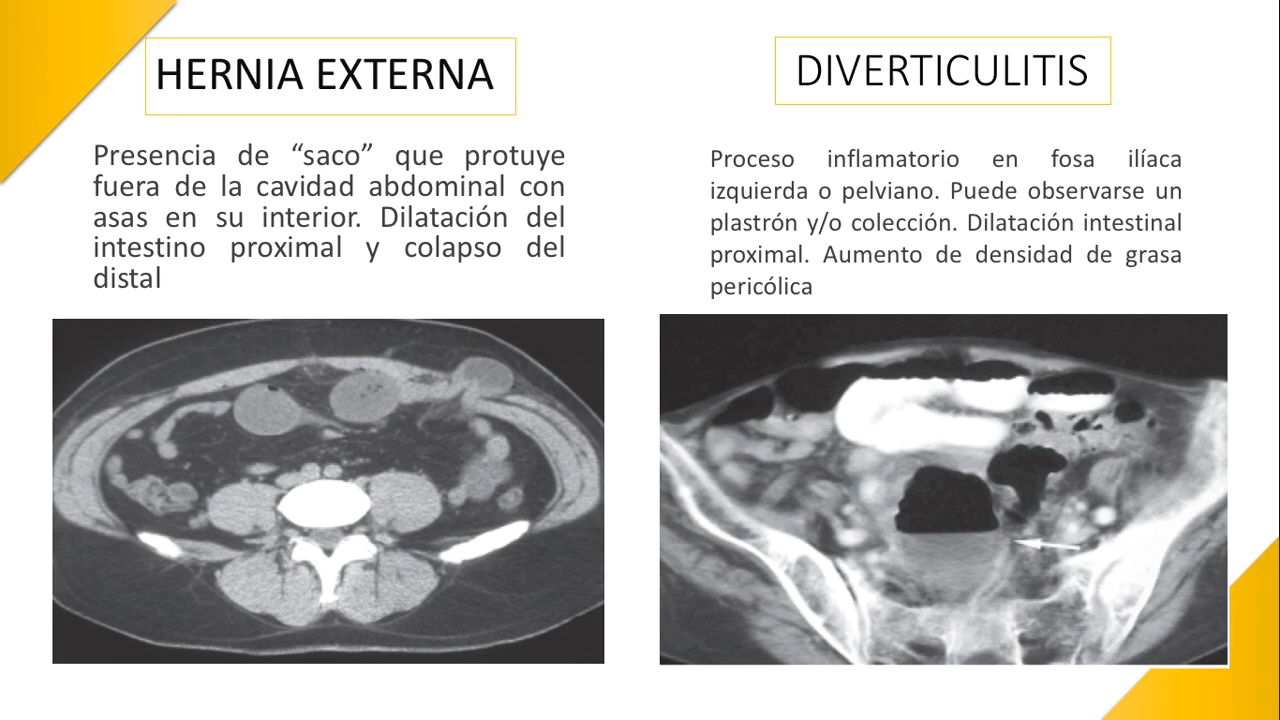 HERNIA EXTERNA
Presencia de “saco” que protuye
fuera de la cavidad abdominal con
asas en su interior. Dilatación del
intestino proximal y colapso del
distal
DIVERTICULITIS
Proceso inflamatorio en fosa ilíaca
izquierda o pelviano. Puede observarse un
plastrón y/o colección. Dilatación intestinal
proximal. Aumento de densidad de grasa
pericólica